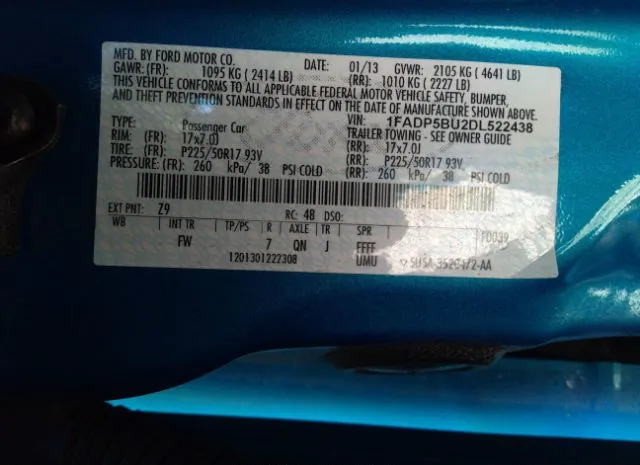 MFD. BY FORD MOTOR CO. DATE: 01/13 GVWR: 2105 KG ( 4641 LB)
GAWR: (FR): 1095 KG ( 2414 LB) (RR): 1010 KG ( 2227 LB)
THIS VEHICLE CONFORMS TO ALL APPLICABLE FEDERAL MOTOR VEHICLE SAFETY, BUMPER,
AND THEFT PREVENTION STANDARDS IN EFFECT ON THE DATE OF MANUFACTURE SHOWN ABOVE.
VIN: 1FADP5BU2DL522438
TYPE: Passenger Car TRAILER TOWING - SEE OWNER GUIDE
RIM: (FR): 17x7.0J (RR): 17x7.0J
TIRE: (FR): P225/50R17 93V (RR): P225/50R17 93V
PRESSURE: (FR): 260 kPa/ 38 PSI COLD (RR): 260 kPa/ 38 PSI COLD
EXT PNT: Z9 RC: 48 DSO:
WB INT TR TP/PS R AXLE TR SPR F0039
FW 7 QN J FFFF
1201301222308 UMU